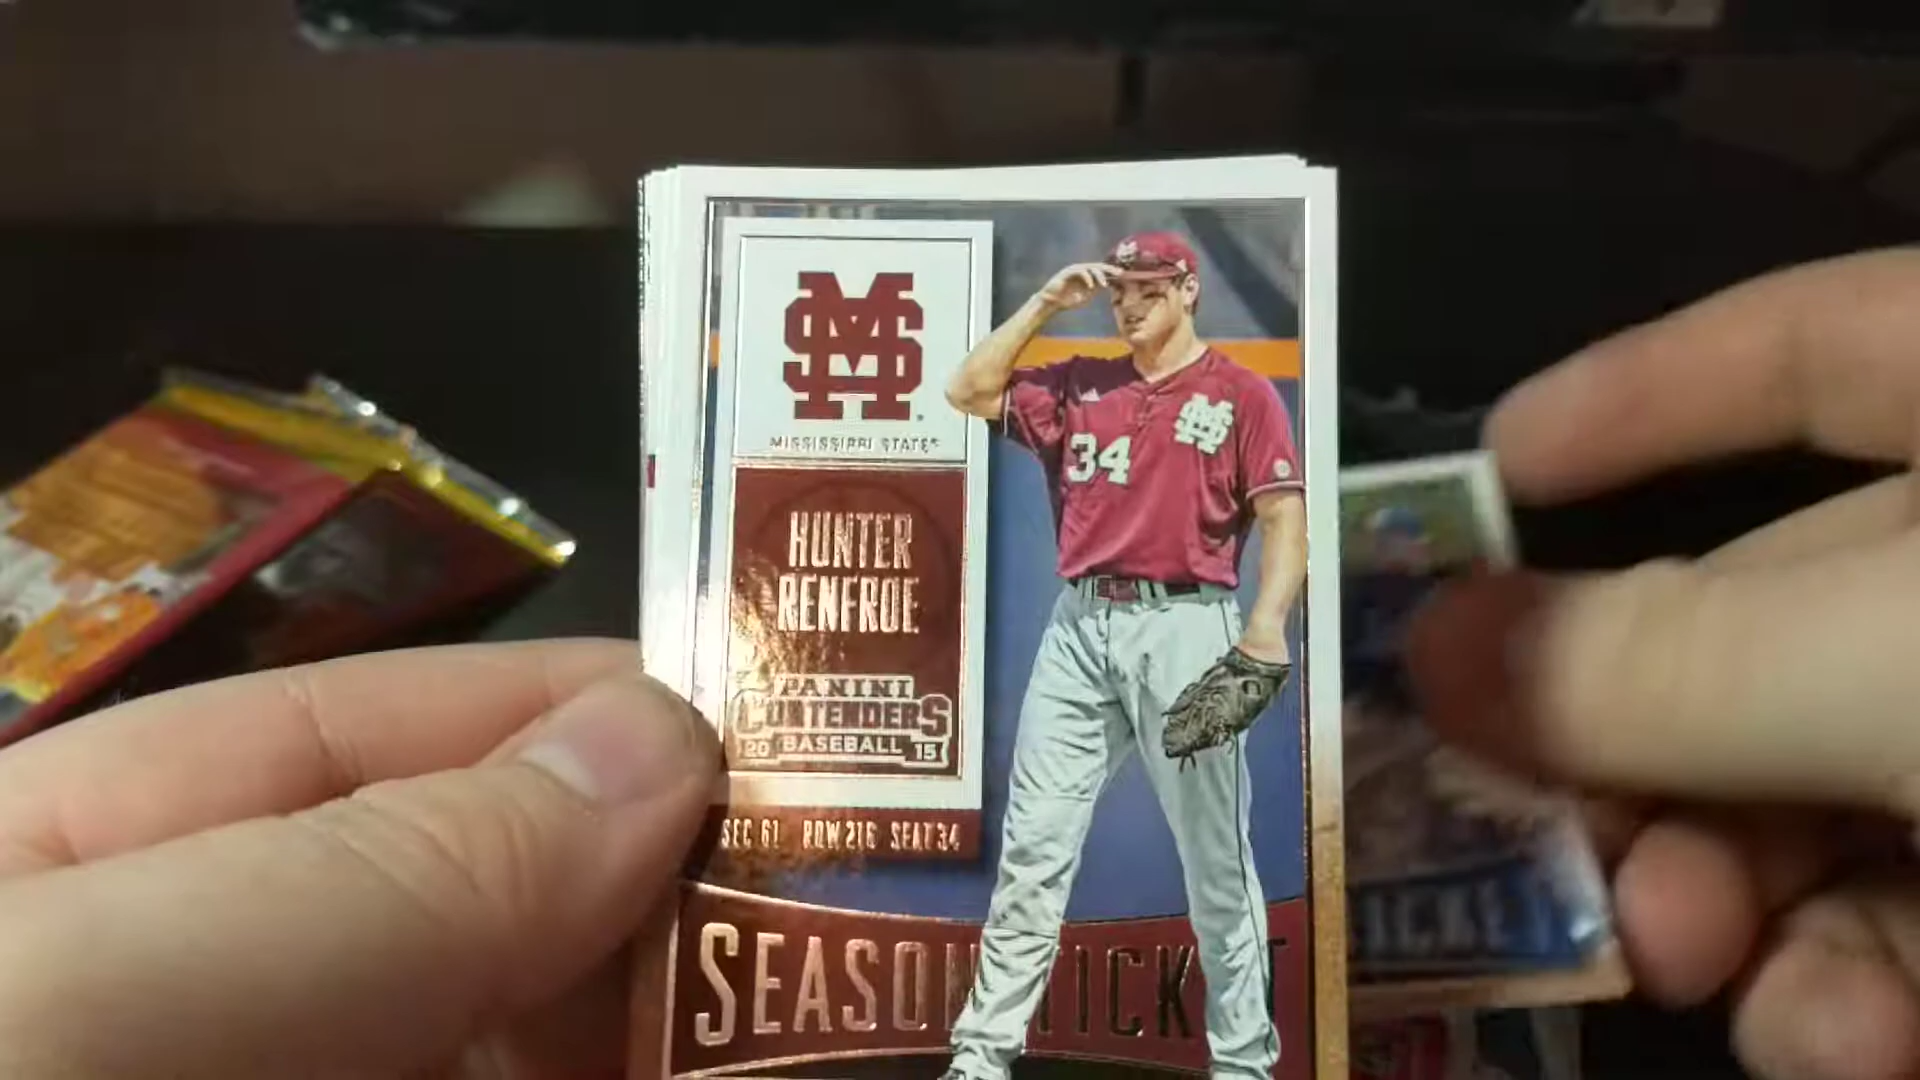 MISSISSIPPI STATE
HUNTER
RENFROE
PANINI
CONTENDERS
20 BASEBALL 15
SEC 61 ROW 216 SEAT 34
SEASON TICKET
34